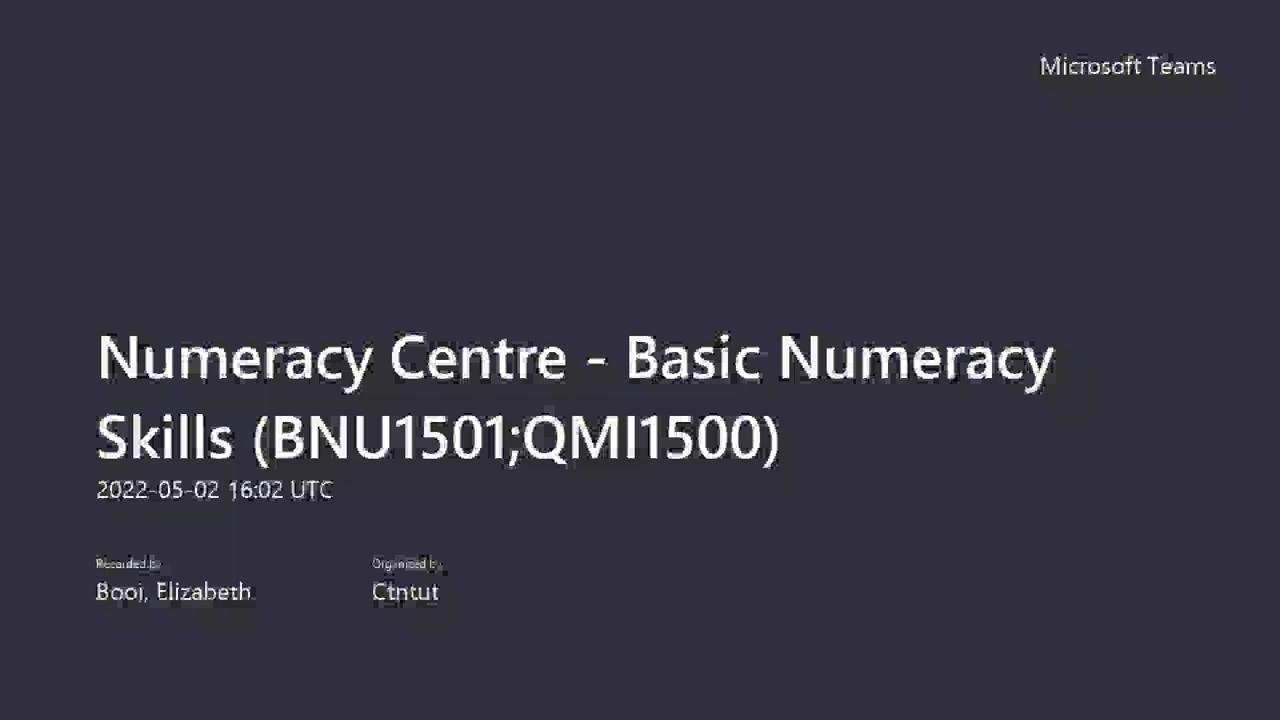 Microsoft Teams
Numeracy Centre - Basic Numeracy
Skills (BNU1501;QMI1500)
2022-05-02 16:02 UTC
Recorded by
Organized by
Booi, Elizabeth
Ctntut